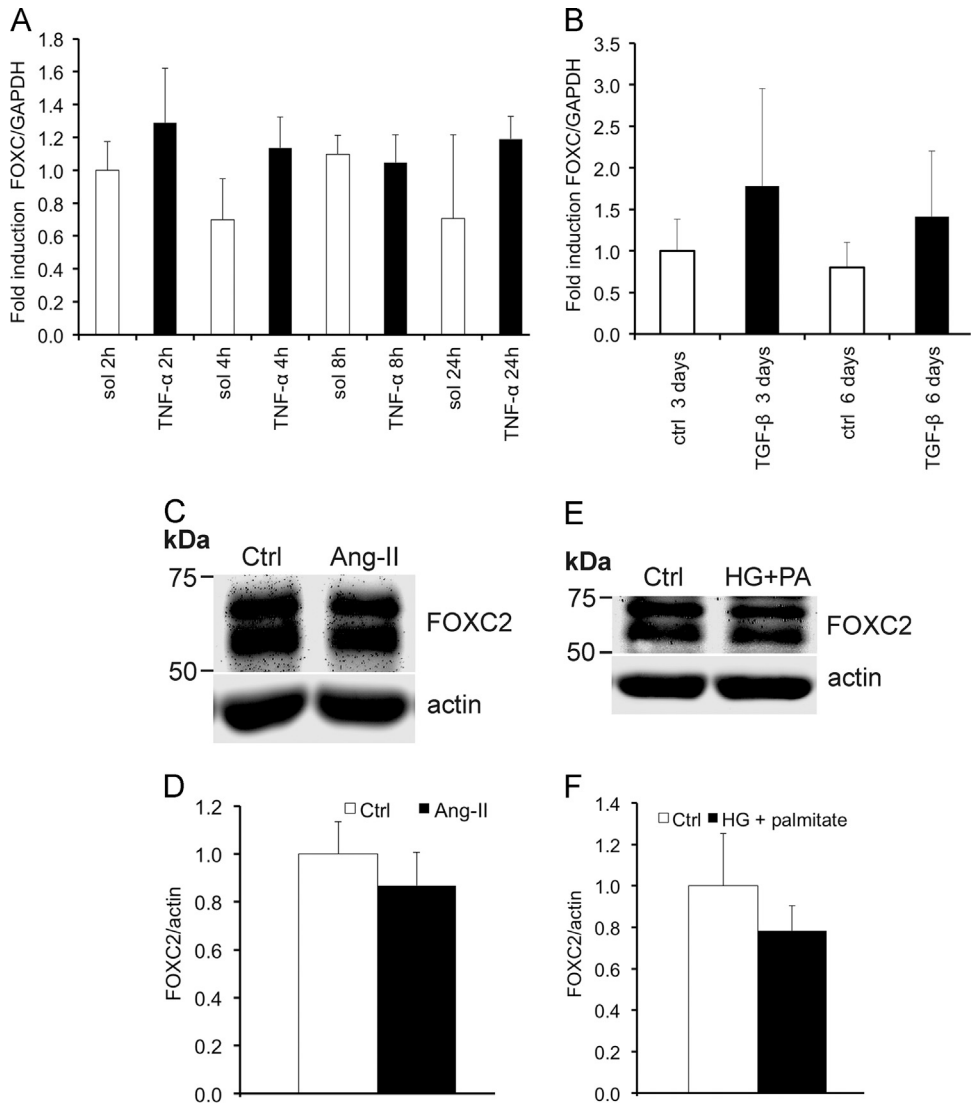 A
Fold induction FOXC/GAPDH
1.8
1.6
1.4
1.2
1.0
0.8
0.6
0.4
0.2
0.0
sol 2h
TNF-α 2h
sol 4h
TNF-α 4h
sol 8h
TNF-α 8h
sol 24h
TNF-α 24h
B
Fold induction FOXC/GAPDH
3.5
3.0
2.5
2.0
1.5
1.0
0.5
0.0
ctrl 3 days
TGF-β 3 days
ctrl 6 days
TGF-β 6 days
C
kDa
Ctrl Ang-II
75
FOXC2
50
actin
E
kDa
Ctrl HG+PA
75
FOXC2
50
actin
D
Ctrl Ang-II
FOXC2/actin
1.2
1.0
0.8
0.6
0.4
0.2
0.0
F
Ctrl HG + palmitate
FOXC2/actin
1.4
1.2
1.0
0.8
0.6
0.4
0.2
0.0